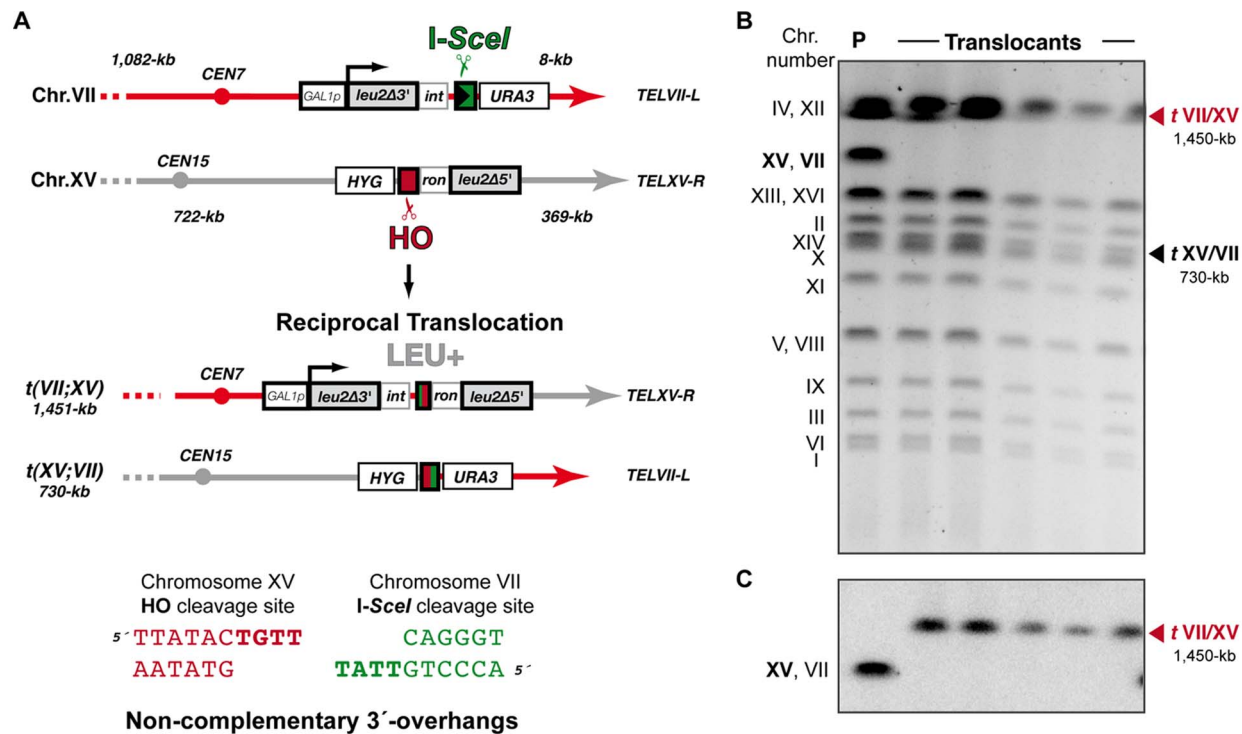 A
I-SceI
1,082-kb
CEN7
8-kb
Chr.VII
GAL1p
leu2Δ3'
int
URA3
TELVII-L
CEN15
Chr.XV
HYG
ron
leu2Δ5'
TELXV-R
722-kb
369-kb
HO
Reciprocal Translocation
LEU+
CEN7
t(VII;XV)
1,451-kb
GAL1p
leu2Δ3'
int
ron
leu2Δ5'
TELXV-R
CEN15
t(XV;VII)
730-kb
HYG
URA3
TELVII-L
Chromosome XV
HO cleavage site
5´ TTATACTGTT
AATATG
Chromosome VII
I-SceI cleavage site
CAGGGT
TATTGTCCCA 5´
Non-complementary 3´-overhangs
B
Chr.
number
P
Translocants
IV, XII
XV, VII
XIII, XVI
II
XIV
X
XI
V, VIII
IX
III
VI
I
t VII/XV
1,450-kb
t XV/VII
730-kb
C
XV, VII
t VII/XV
1,450-kb